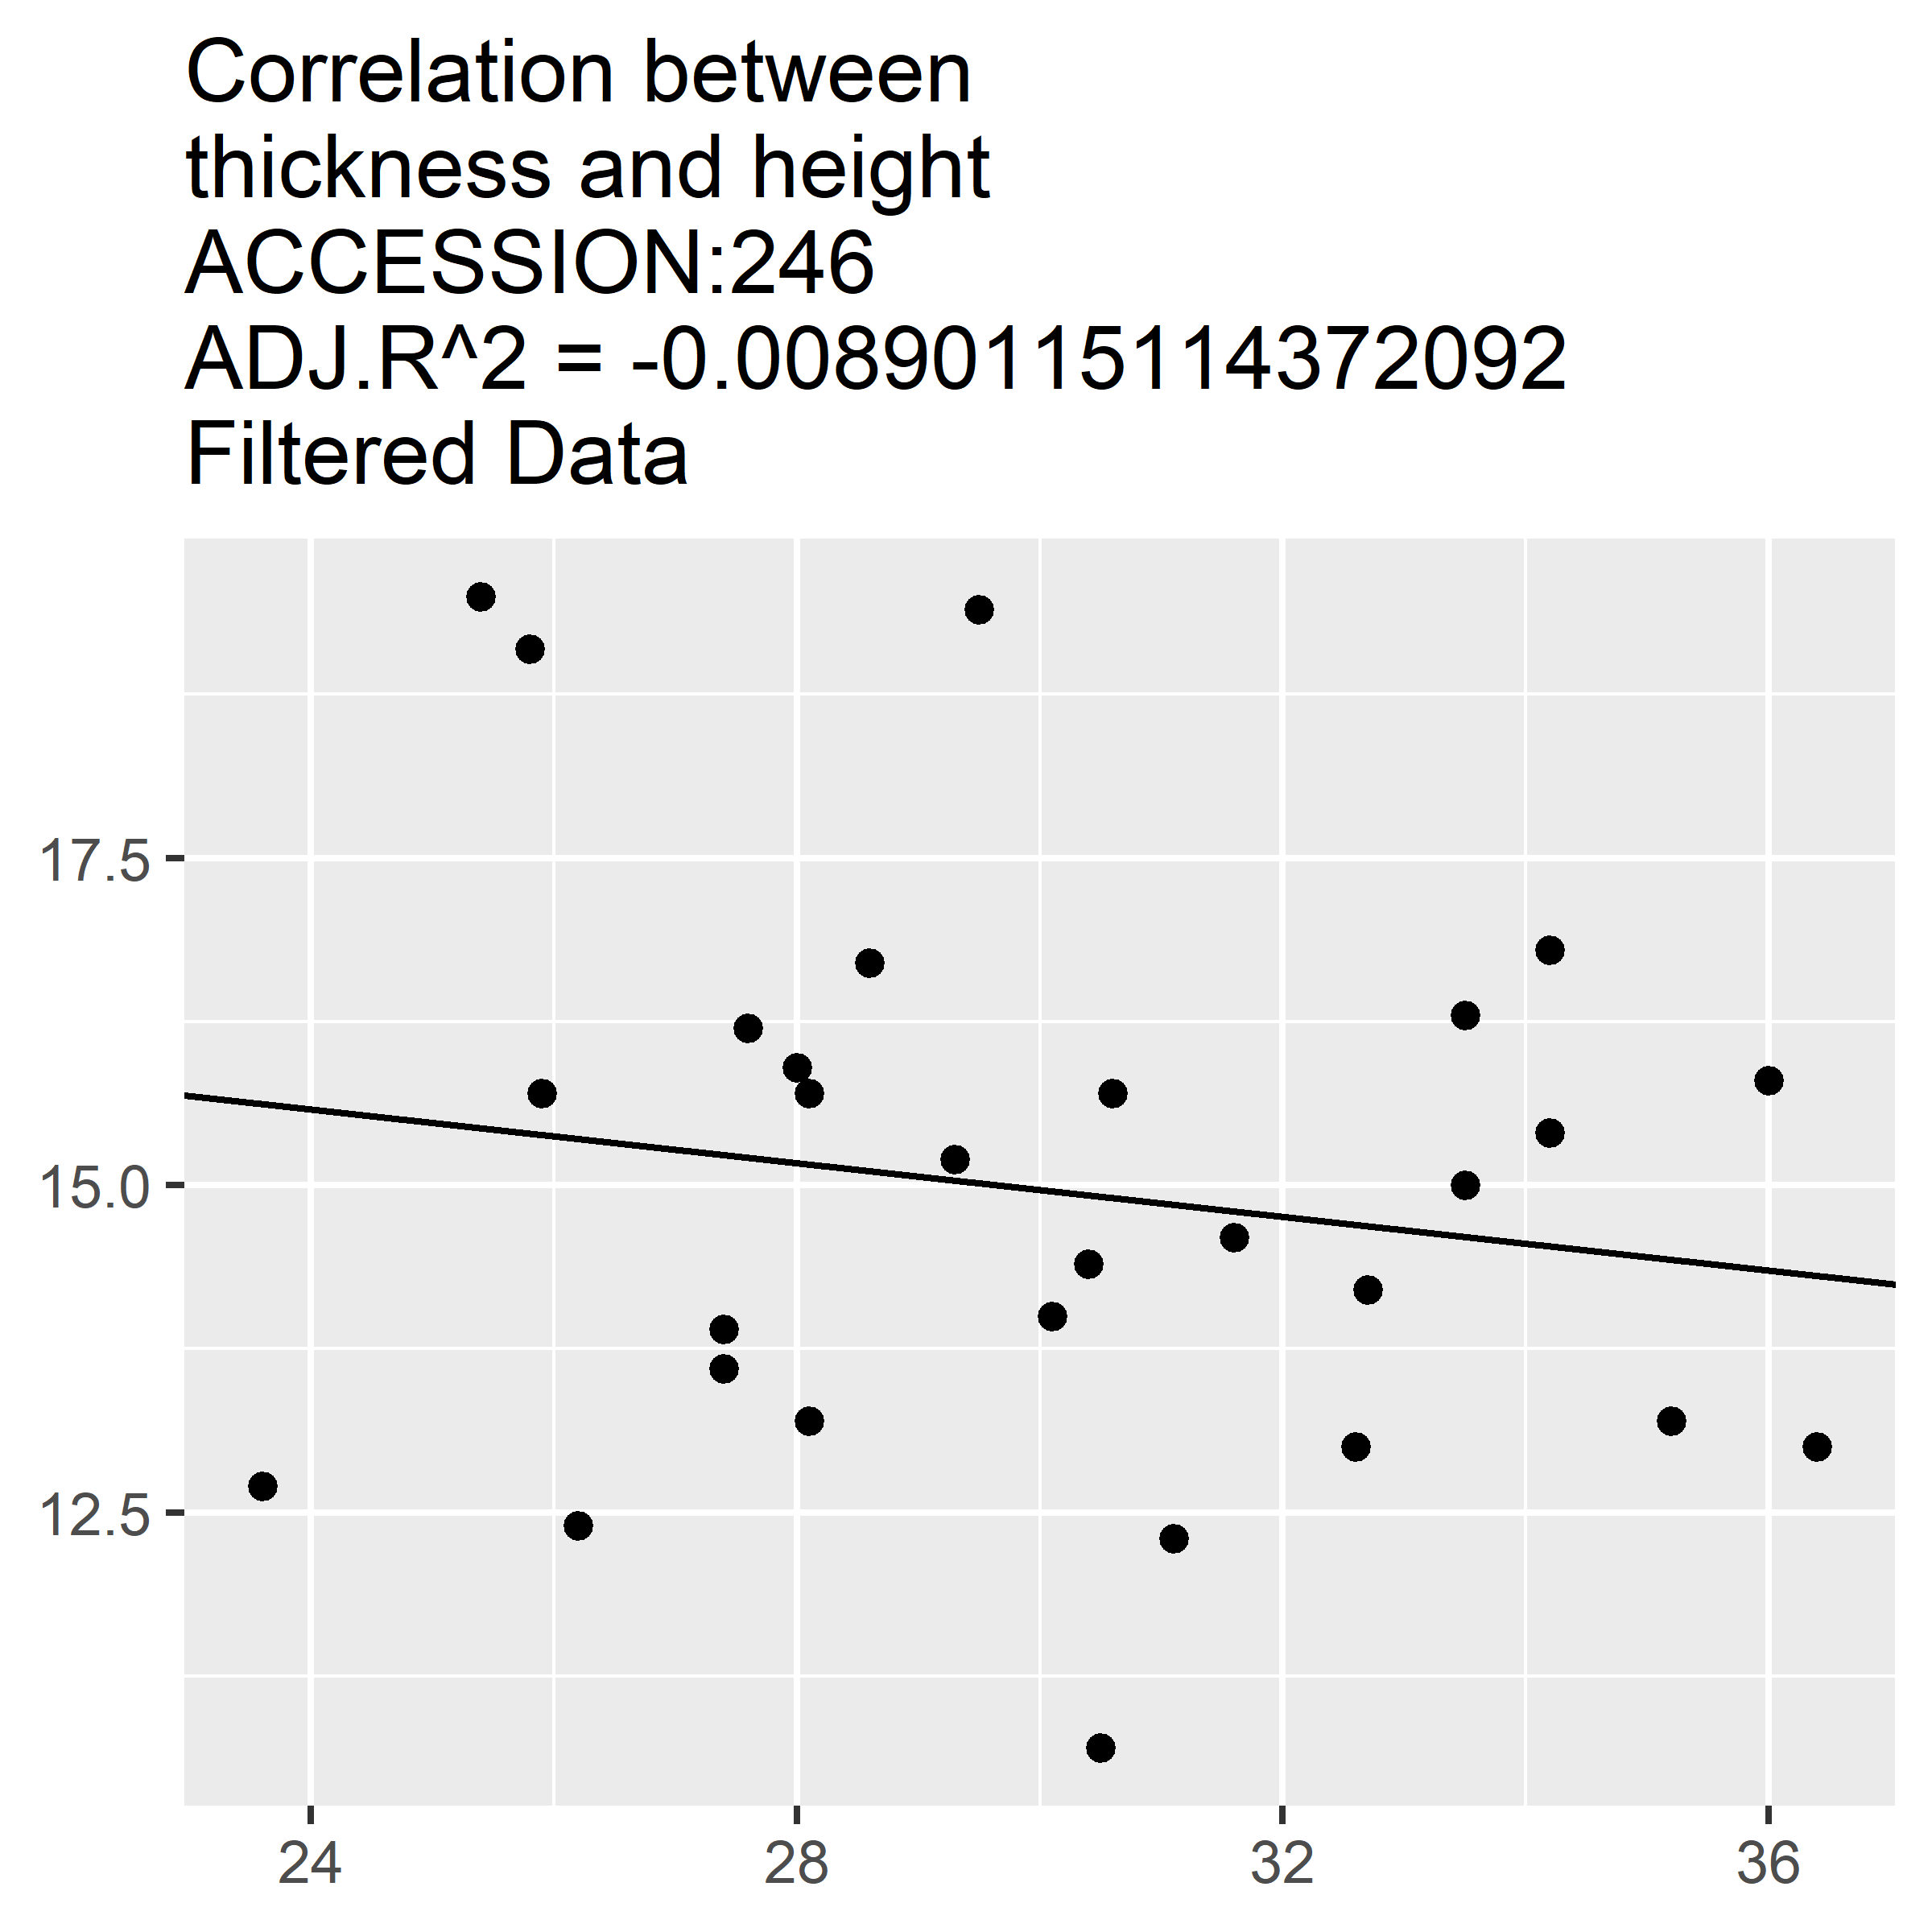 Correlation between
thickness and height
ACCESSION:246
ADJ.R^2 = -0.00890115114372092
Filtered Data
17.5
15.0
12.5
24 28 32 36